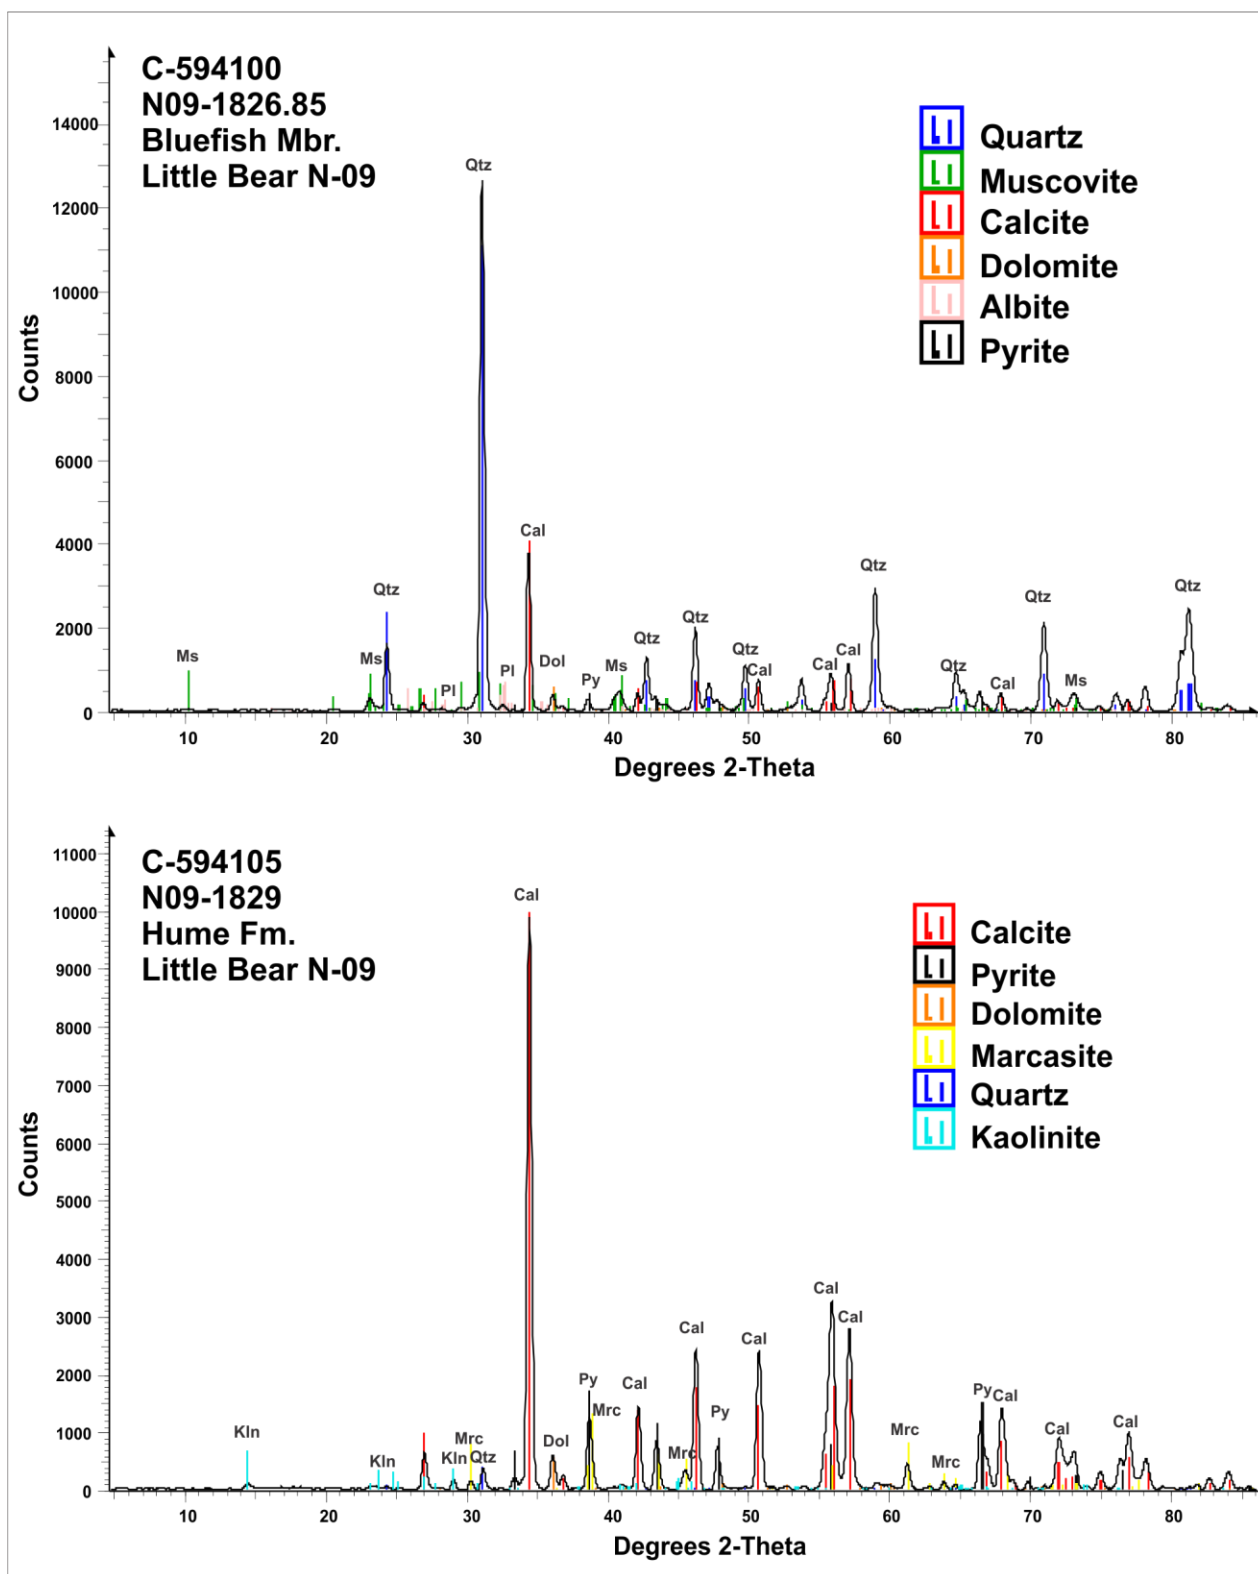 C-594100
N09-1826.85
Bluefish Mbr.
Little Bear N-09
Quartz
Muscovite
Calcite
Dolomite
Albite
Pyrite
Counts
14000
12000
10000
8000
6000
4000
2000
0
Qtz
Cal
Qtz
Ms
Ms
Pl
Pl
Dol
Py
Ms
Qtz
Qtz
Qtz
Cal
Cal
Cal
Qtz
Qtz
Cal
Qtz
Ms
Qtz
10 20 30 40 50 60 70 80
Degrees 2-Theta
C-594105
N09-1829
Hume Fm.
Little Bear N-09
Calcite
Pyrite
Dolomite
Marcasite
Quartz
Kaolinite
Counts
11000
10000
9000
8000
7000
6000
5000
4000
3000
2000
1000
0
Cal
Kln
Kln
Kln
Mrc
Qtz
Dol
Py
Mrc
Cal
Mrc
Cal
Py
Cal
Cal
Cal
Mrc
Mrc
Py
Cal
Cal
Cal
10 20 30 40 50 60 70 80
Degrees 2-Theta